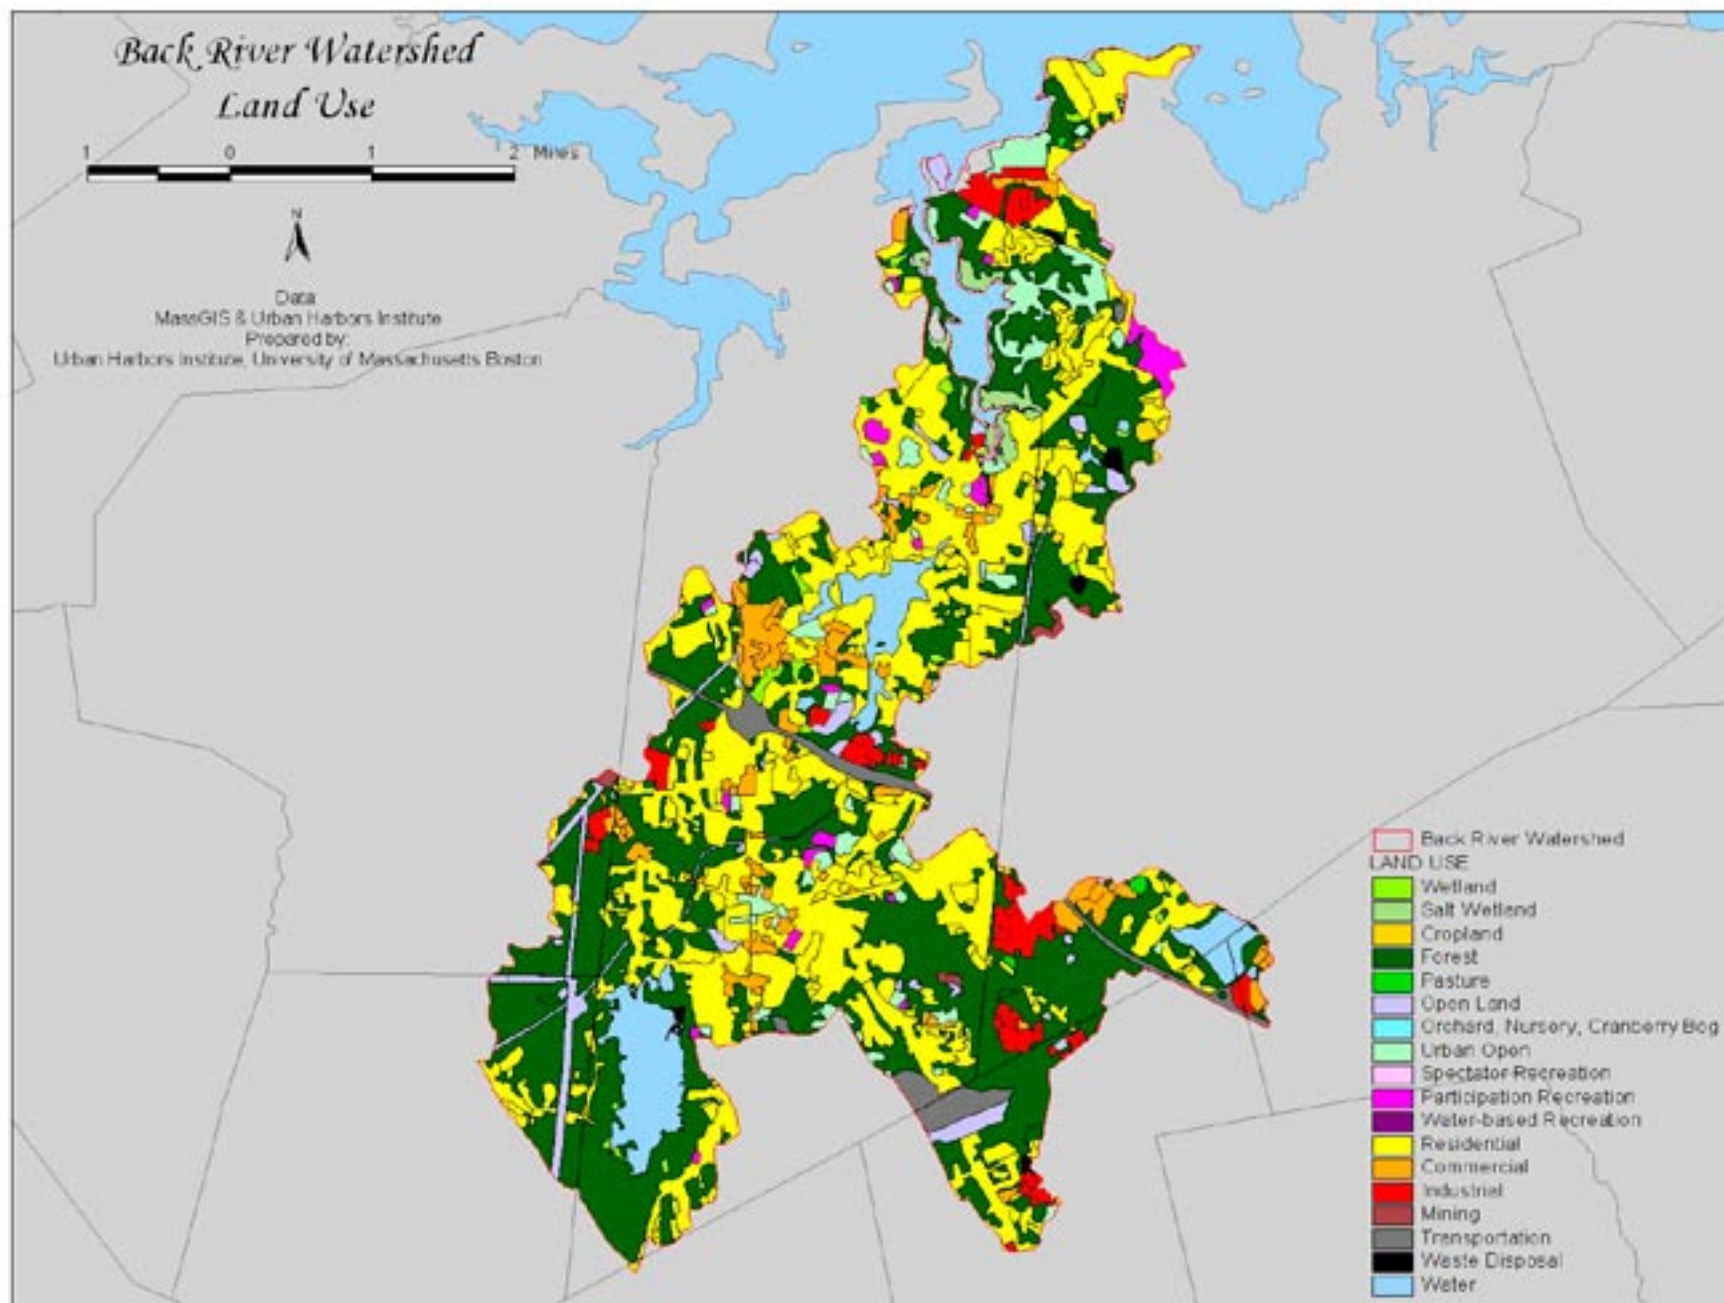 Back River Watershed
Land Use
1 0 1 2 Miles
N
Data
MassGIS & Urban Harbors Institute
Prepared by:
Urban Harbors Institute, University of Massachusetts Boston
Back River Watershed
LAND USE
Wetland
Salt Wetland
Cropland
Forest
Pasture
Open Land
Orchard, Nursery, Cranberry Bog
Urban Open
Spectator Recreation
Participation Recreation
Water-based Recreation
Residential
Commercial
Industrial
Mining
Transportation
Waste Disposal
Water